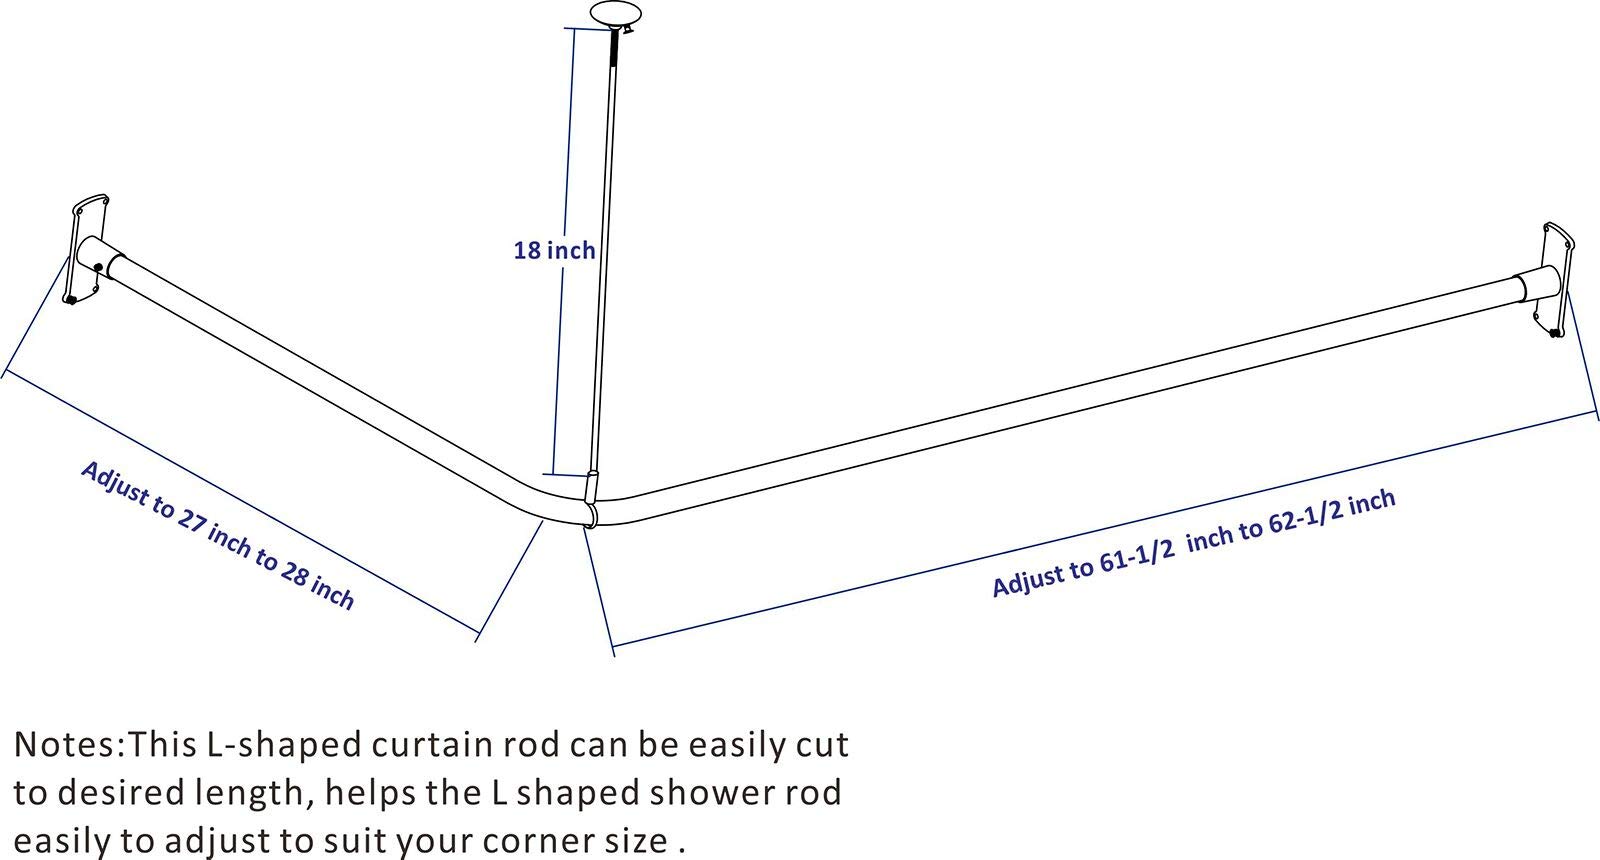 18 inch
Adjust to 27 inch to 28 inch
Adjust to 61-1/2 inch to 62-1/2 inch
Notes:This L-shaped curtain rod can be easily cut
to desired length, helps the L shaped shower rod
easily to adjust to suit your corner size .